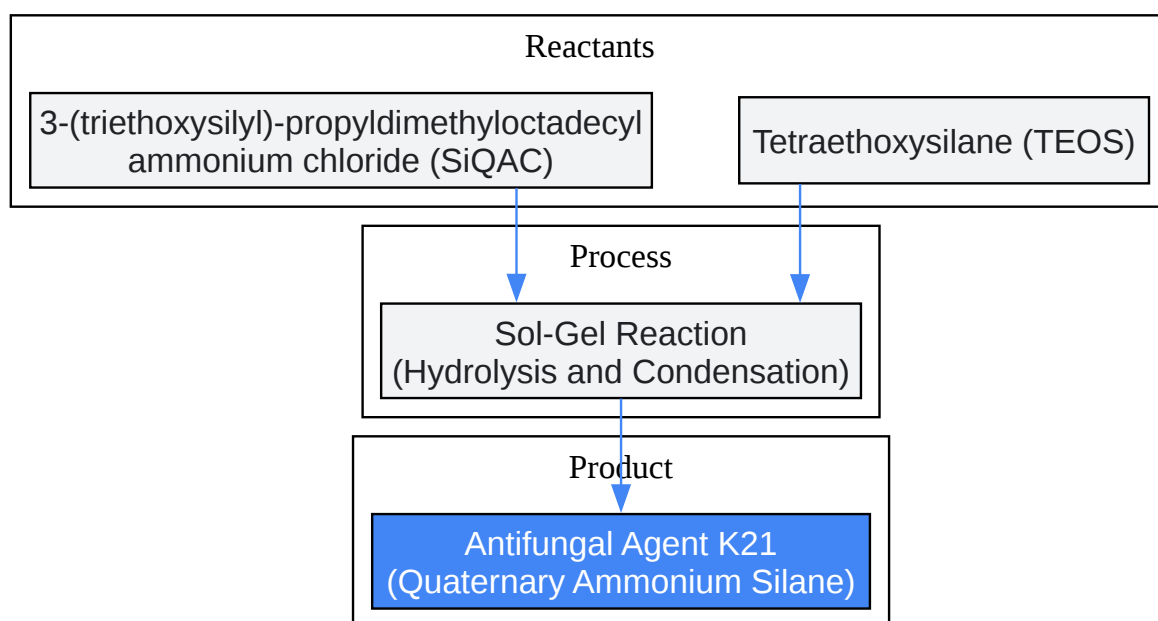 Reactants
3-(triethoxysilyl)-propyldimethyloctadecyl
ammonium chloride (SiQAC)
Tetraethoxysilane (TEOS)
Process
Sol-Gel Reaction
(Hydrolysis and Condensation)
Product
Antifungal Agent K21
(Quaternary Ammonium Silane)